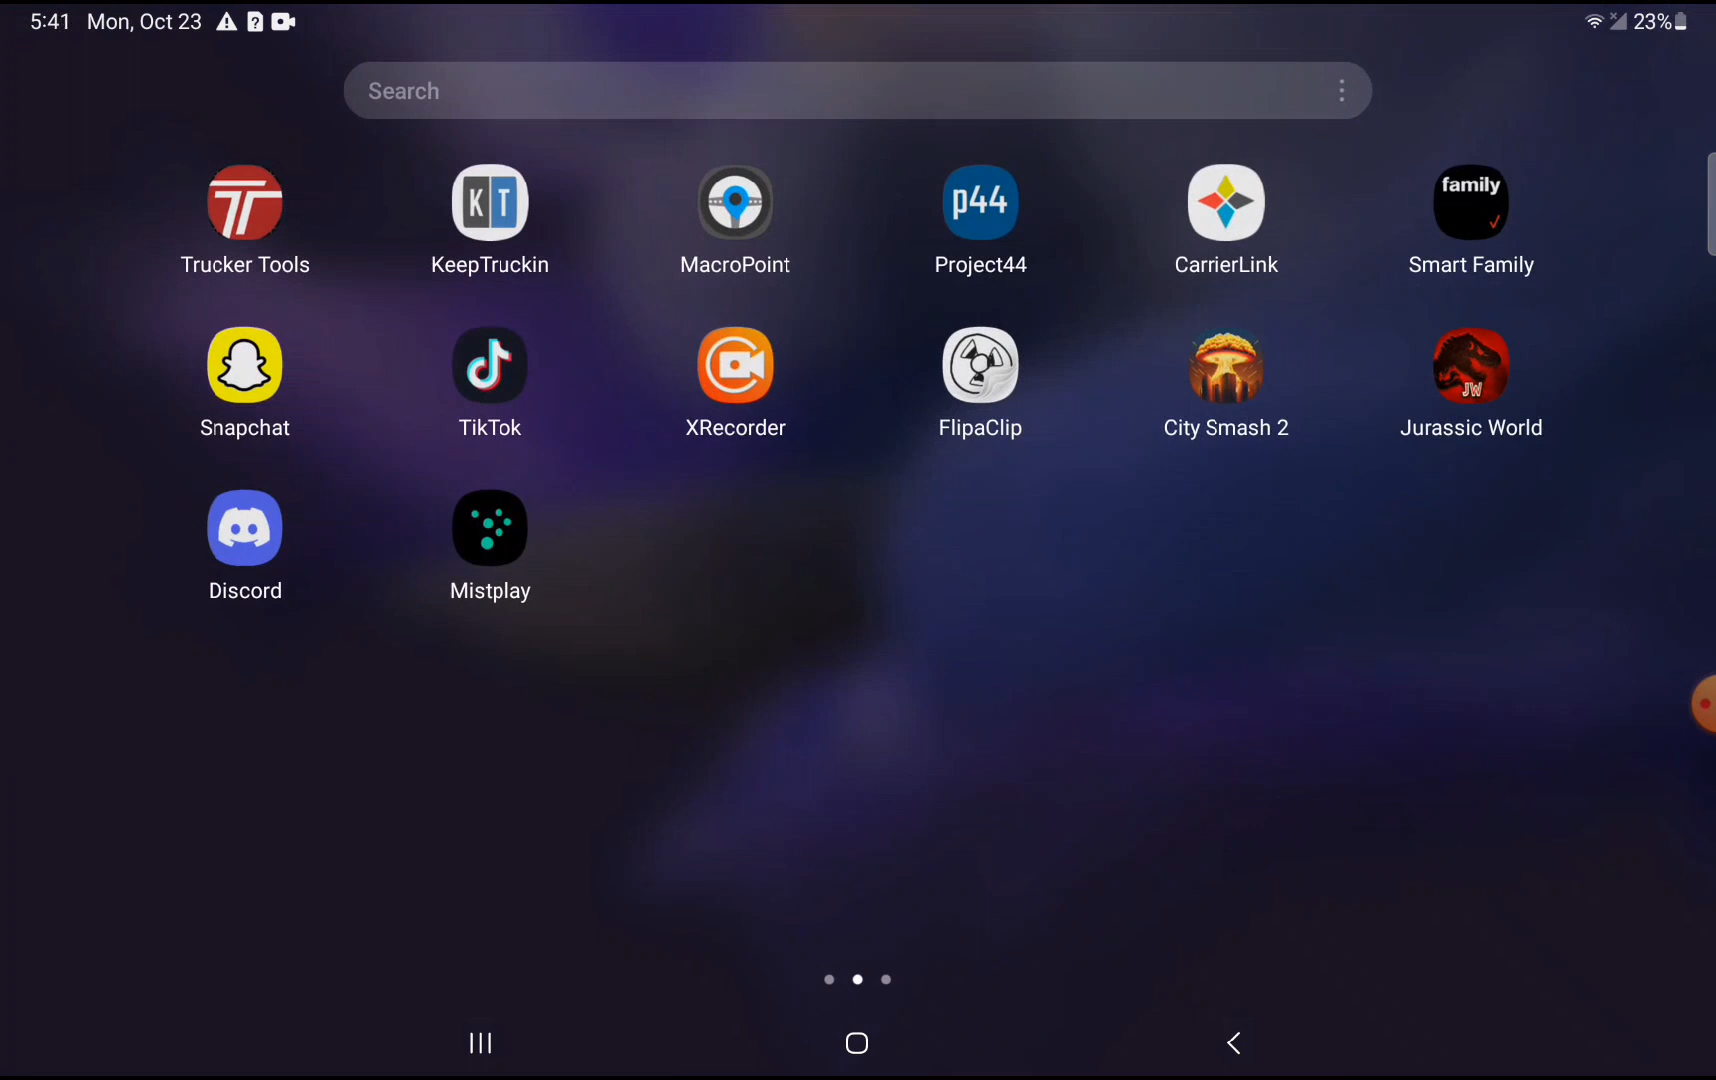 5:41 Mon, Oct 23 23%
Search
Trucker Tools KeepTruckin MacroPoint Project44 CarrierLink Smart Family
KT p44 family
Snapchat TikTok XRecorder FlipaClip City Smash 2 Jurassic World
JW
Discord Mistplay